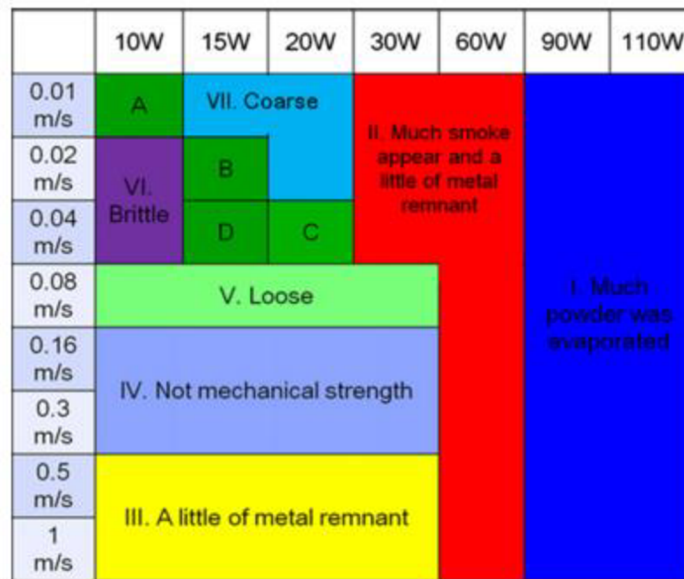 10W 15W 20W 30W 60W 90W 110W
0.01
m/s
A
VII. Coarse
II. Much smoke
appear and a
little of metal
remnant
0.02
m/s
VI.
Brittle
B
0.04
m/s
D
C
0.08
m/s
V. Loose
I. Much
powder was
evaporated
0.16
m/s
IV. Not mechanical strength
0.3
m/s
0.5
m/s
III. A little of metal remnant
1
m/s